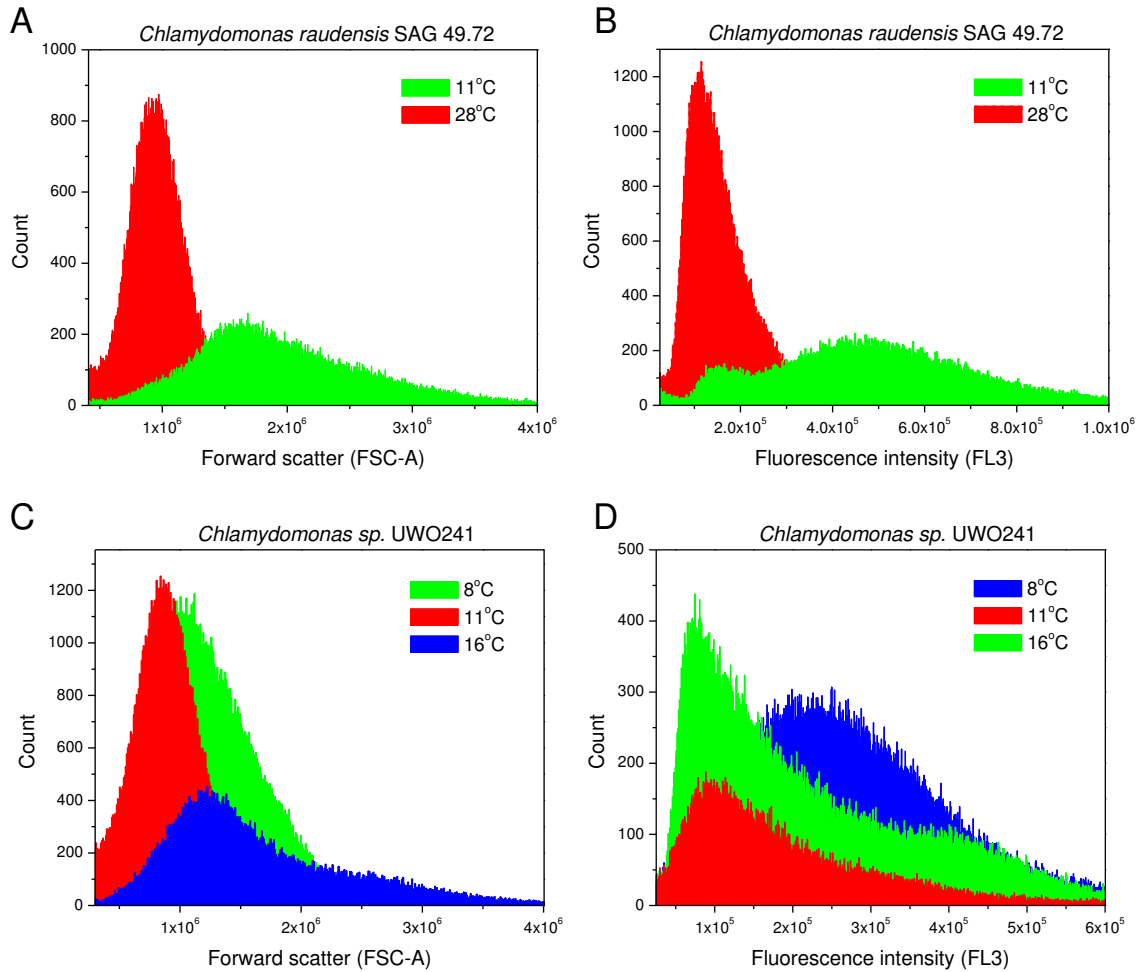 A
Chlamydomonas raudensis SAG 49.72
1000
800
600
400
200
0
Count
11°C
28°C
1x10⁶
2x10⁶
3x10⁶
4x10⁶
Forward scatter (FSC-A)
B
Chlamydomonas raudensis SAG 49.72
1200
1000
800
600
400
200
0
Count
11°C
28°C
2.0x10⁵
4.0x10⁵
6.0x10⁵
8.0x10⁵
1.0x10⁶
Fluorescence intensity (FL3)
C
Chlamydomonas sp. UWO241
1200
1000
800
600
400
200
0
Count
8°C
11°C
16°C
1x10⁶
2x10⁶
3x10⁶
4x10⁶
Forward scatter (FSC-A)
D
Chlamydomonas sp. UWO241
500
400
300
200
100
0
Count
8°C
11°C
16°C
1x10⁵
2x10⁵
3x10⁵
4x10⁵
5x10⁵
6x10⁵
Fluorescence intensity (FL3)